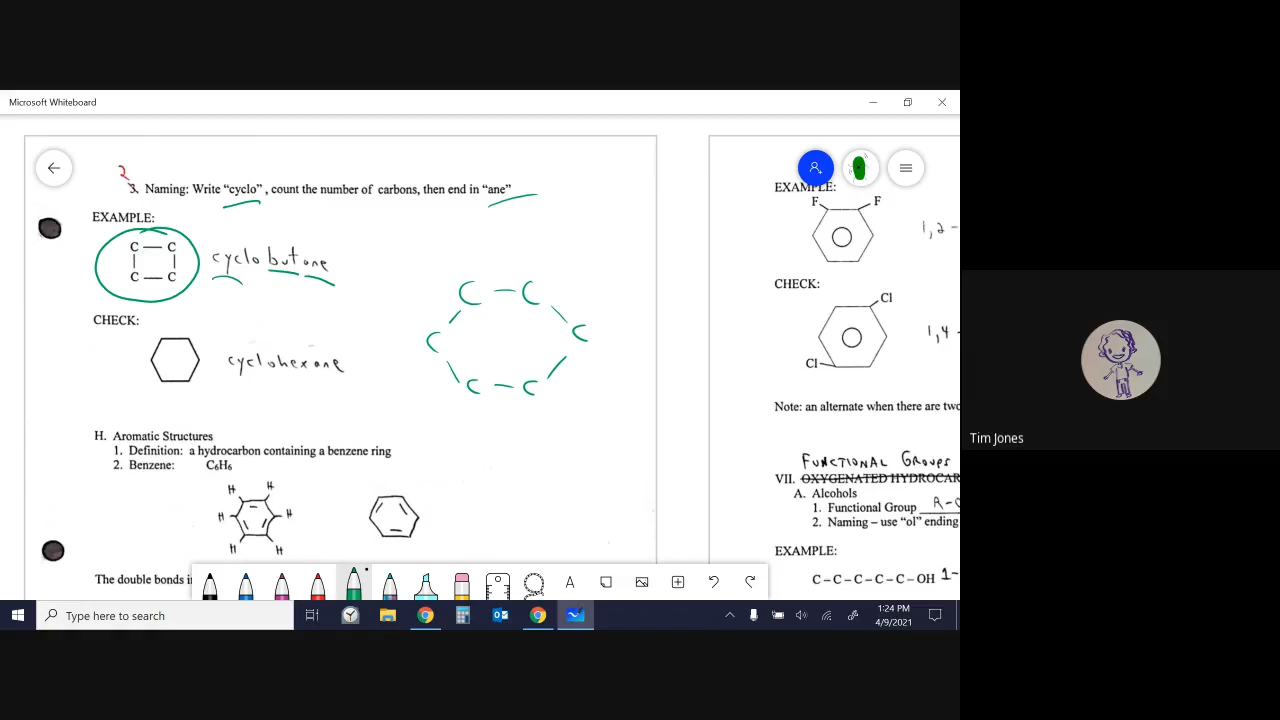 Microsoft Whiteboard
2
3. Naming: Write "cyclo", count the number of carbons, then end in "ane"
EXAMPLE:
C — C
C — C
cyclobutane
CHECK:
cyclohexane
C — C
C C
C — C
H. Aromatic Structures
1. Definition: a hydrocarbon containing a benzene ring
2. Benzene: C₆H₆
H H
H H
H H
The double bonds i
EXAMPLE:
F F
1,2 -
CHECK:
Cl
1,4 -
Cl
Note: an alternate when there are two
FUNCTIONAL GROUPS
VII. OXYGENATED HYDROCAR
A. Alcohols
1. Functional Group R-O
2. Naming – use "ol" ending
EXAMPLE:
C – C – C – C – C – OH 1-
Tim Jones
A
Type here to search
1:24 PM
4/9/2021